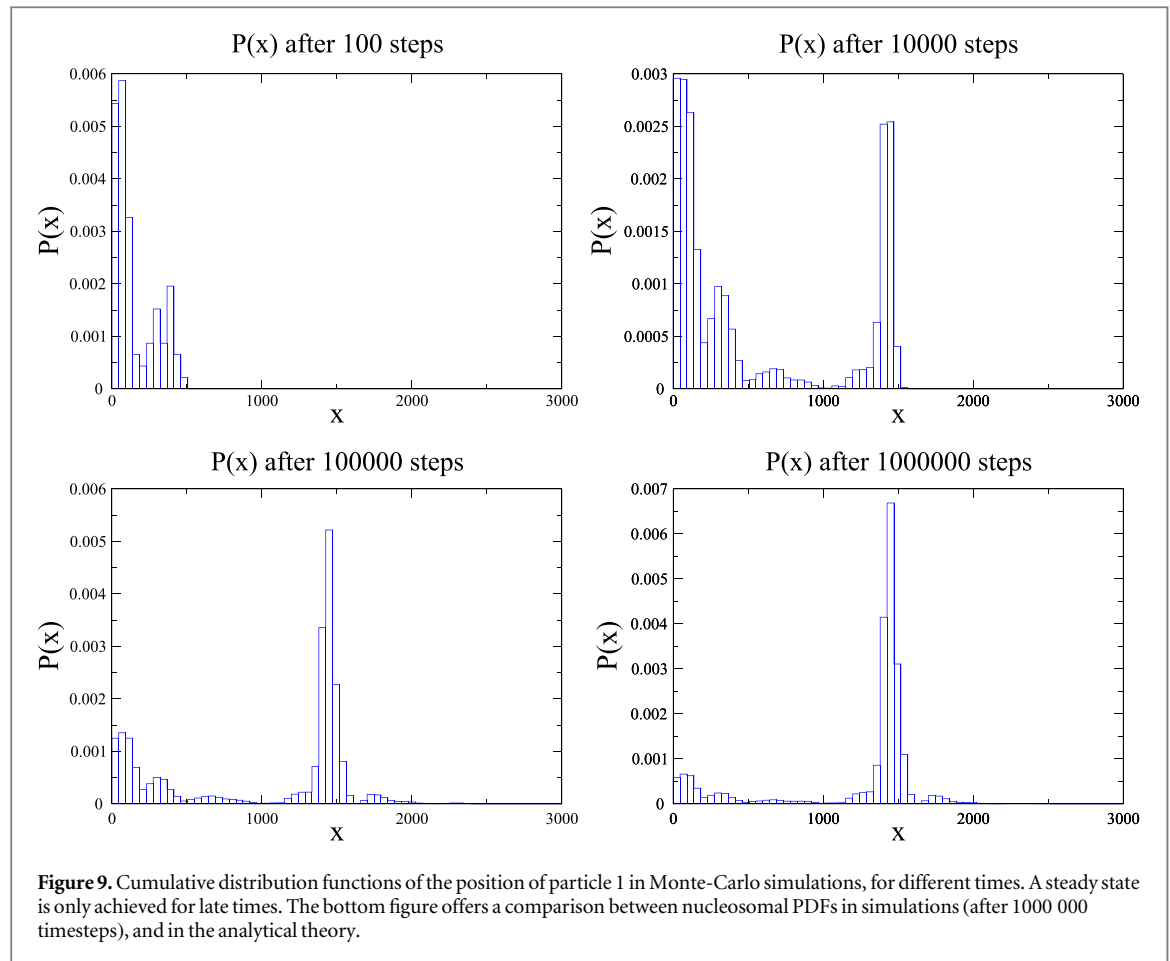 P(x) after 100 steps
0.006
0.005
0.004
0.003
0.002
0.001
0
P(x)
0 1000 2000 3000
x
P(x) after 10000 steps
0.003
0.0025
0.002
0.0015
0.001
0.0005
0
P(x)
0 1000 2000 3000
x
P(x) after 100000 steps
0.006
0.005
0.004
0.003
0.002
0.001
0
P(x)
0 1000 2000 3000
x
P(x) after 1000000 steps
0.007
0.006
0.005
0.004
0.003
0.002
0.001
0
P(x)
0 1000 2000 3000
x
Figure 9. Cumulative distribution functions of the position of particle 1 in Monte-Carlo simulations, for different times. A steady state
is only achieved for late times. The bottom figure offers a comparison between nucleosomal PDFs in simulations (after 1000 000
timesteps), and in the analytical theory.